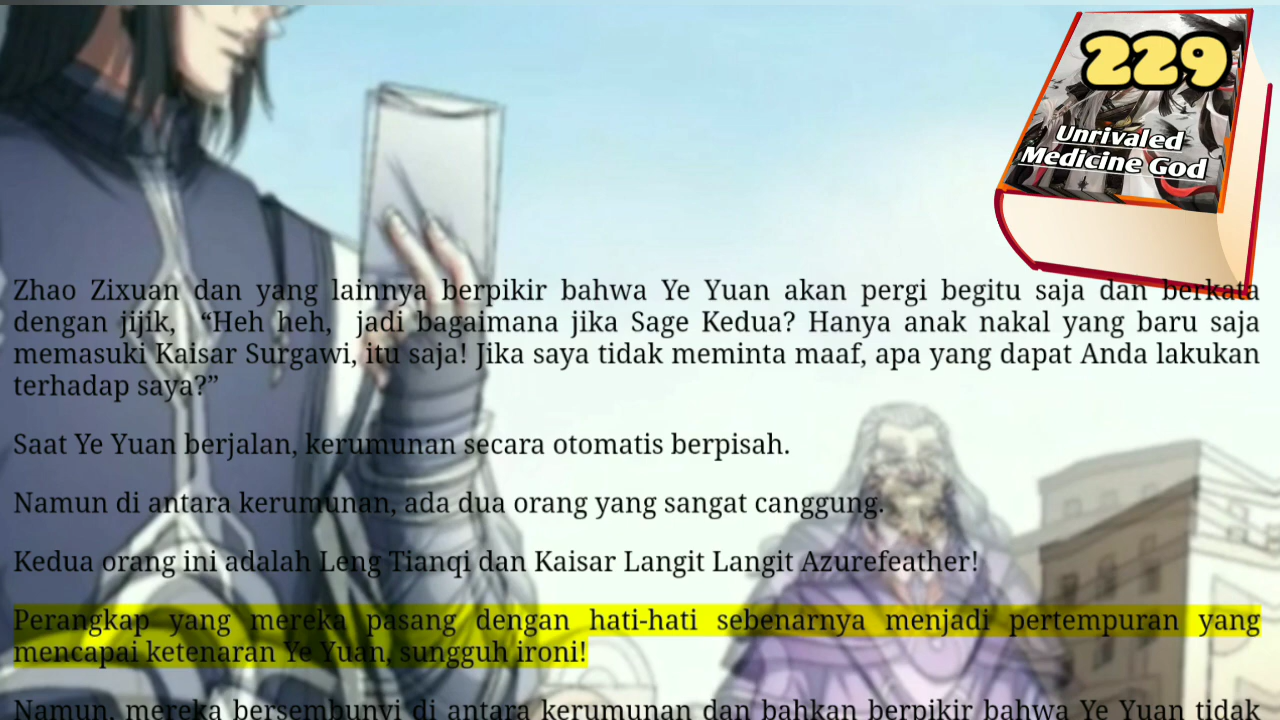 229
Unrivaled
Medicine God
Zhao Zixuan dan yang lainnya berpikir bahwa Ye Yuan akan pergi begitu saja dan berkata
dengan jijik, “Heh heh, jadi bagaimana jika Sage Kedua? Hanya anak nakal yang baru saja
memasuki Kaisar Surgawi, itu saja! Jika saya tidak meminta maaf, apa yang dapat Anda lakukan
terhadap saya?”
Saat Ye Yuan berjalan, kerumunan secara otomatis berpisah.
Namun di antara kerumunan, ada dua orang yang sangat canggung.
Kedua orang ini adalah Leng Tianqi dan Kaisar Langit Langit Azurefeather!
Perangkap yang mereka pasang dengan hati-hati sebenarnya menjadi pertempuran yang
mencapai ketenaran Ye Yuan, sungguh ironi!
Namun, mereka bersembunyi di antara kerumunan dan bahkan berpikir bahwa Ye Yuan tidak